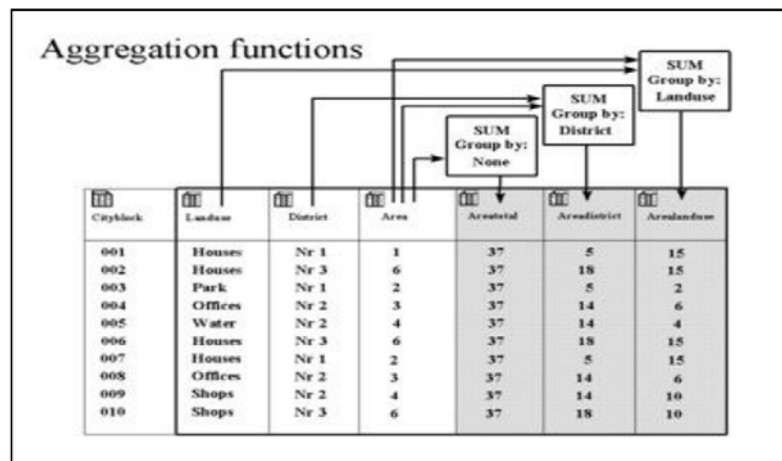 Aggregation functions
SUM
Group by:
Landuse
SUM
Group by:
District
SUM
Group by:
None
Cityblock Landuse District Area Areatotal Areadistrict Arealanduse
001 Houses Nr 1 1 37 5 15
002 Houses Nr 3 6 37 18 15
003 Park Nr 1 2 37 5 2
004 Offices Nr 2 3 37 14 6
005 Water Nr 2 4 37 14 4
006 Houses Nr 3 6 37 18 15
007 Houses Nr 1 2 37 5 15
008 Offices Nr 2 3 37 14 6
009 Shops Nr 2 4 37 14 10
010 Shops Nr 3 6 37 18 10